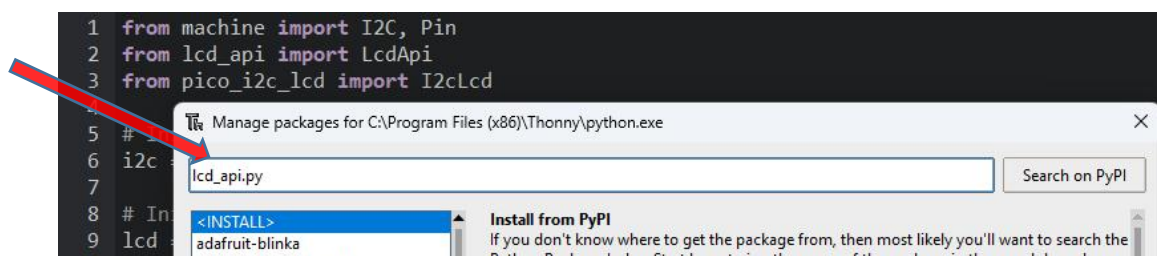 1 from machine import I2C, Pin
2 from lcd_api import LcdApi
3 from pico_i2c_lcd import I2cLcd
4
Manage packages for C:\Program Files (x86)\Thonny\python.exe
5 # In
6 i2c =
lcd_api.py
Search on PyPI
7
8 # In
<INSTALL>
Install from PyPI
9 lcd =
adafruit-blinka
If you don't know where to get the package from, then most likely you'll want to search the